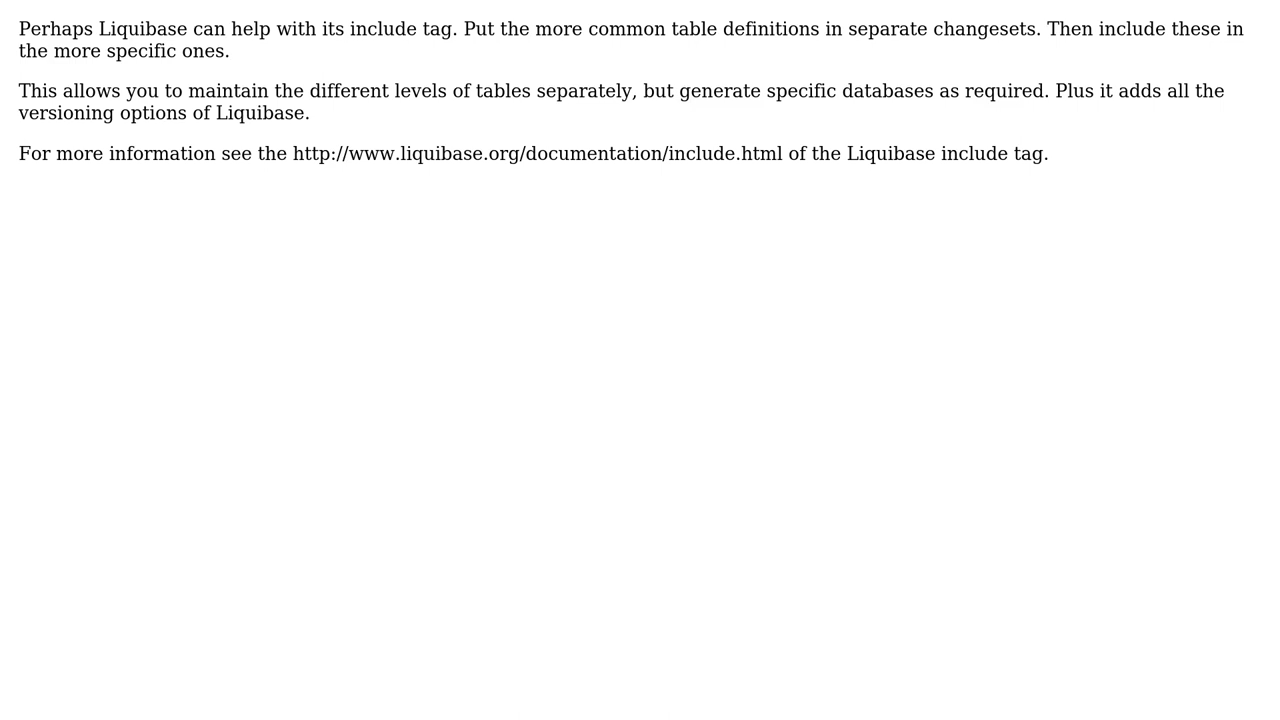 Perhaps Liquibase can help with its include tag. Put the more common table definitions in separate changesets. Then include these in
the more specific ones.
This allows you to maintain the different levels of tables separately, but generate specific databases as required. Plus it adds all the
versioning options of Liquibase.
For more information see the http://www.liquibase.org/documentation/include.html of the Liquibase include tag.